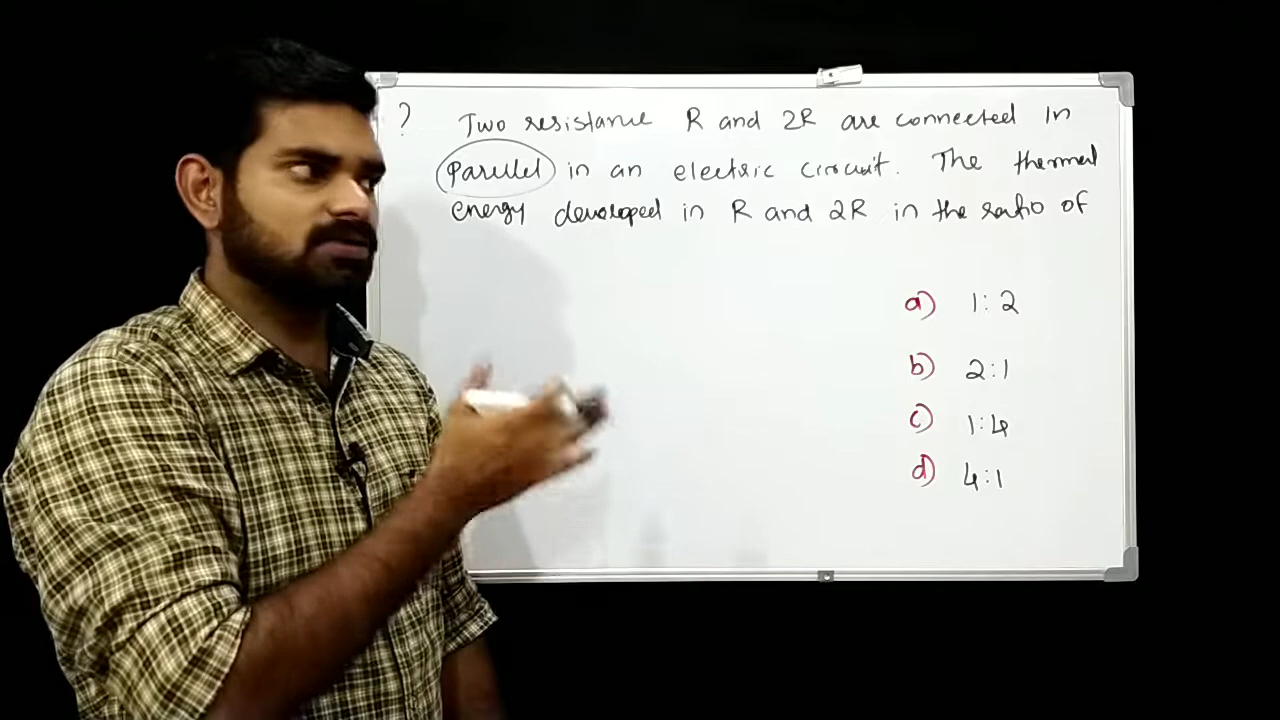 ? Two resistance R and 2R are connected in
parellel in an electric circuit. The thermal
energy developed in R and 2R in the ratio of
a) 1:2
b) 2:1
c) 1:4
d) 4:1